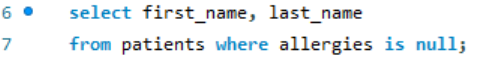 6 select first_name, last_name
7 from patients where allergies is null;